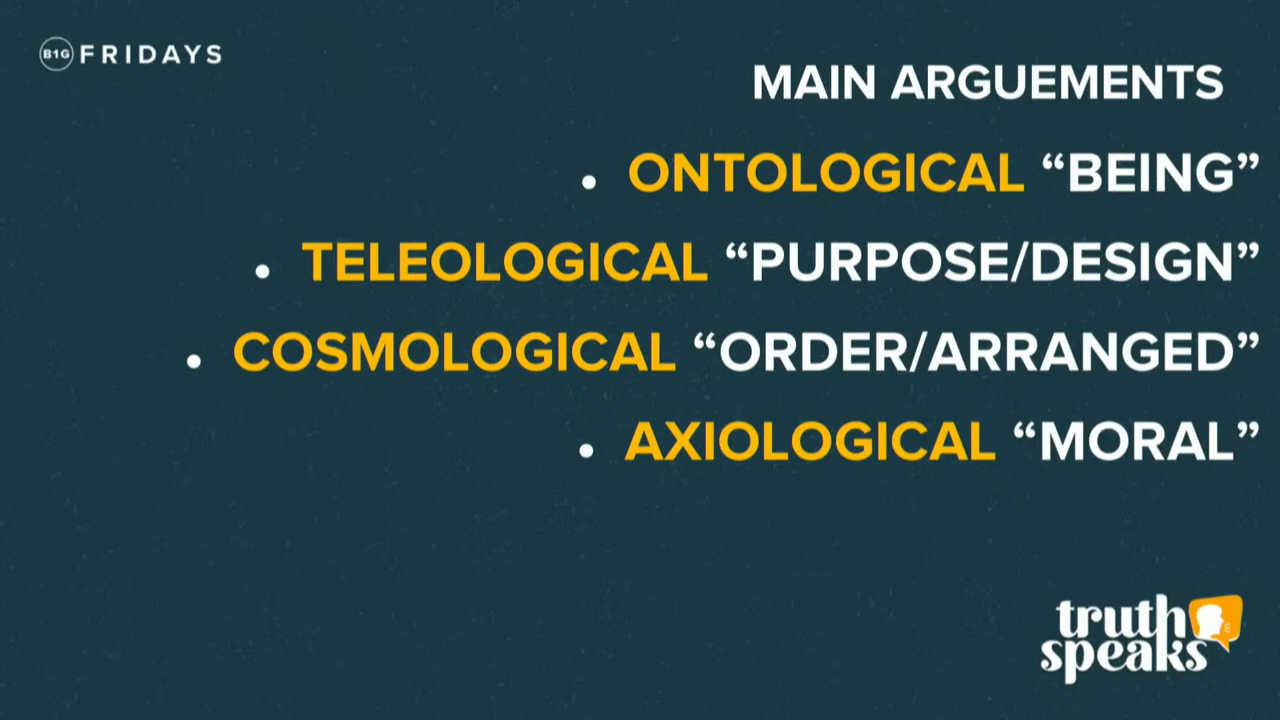 B1G FRIDAYS
MAIN ARGUEMENTS
• ONTOLOGICAL “BEING”
• TELEOLOGICAL “PURPOSE/DESIGN”
• COSMOLOGICAL “ORDER/ARRANGED”
• AXIOLOGICAL “MORAL”
truth
speaks